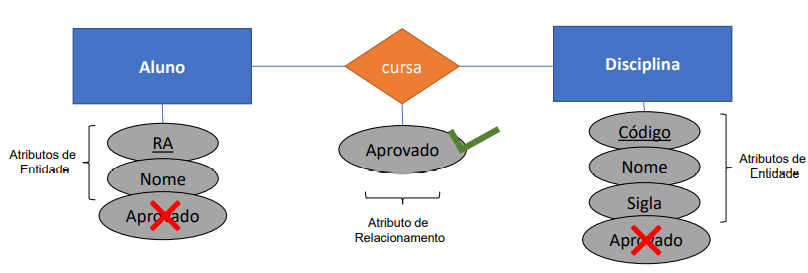 Aluno
cursa
Disciplina
Atributos de
Entidade
RA
Nome
Aprovado
Aprovado
Atributo de
Relacionamento
Código
Nome
Sigla
Aprovado
Atributos de
Entidade